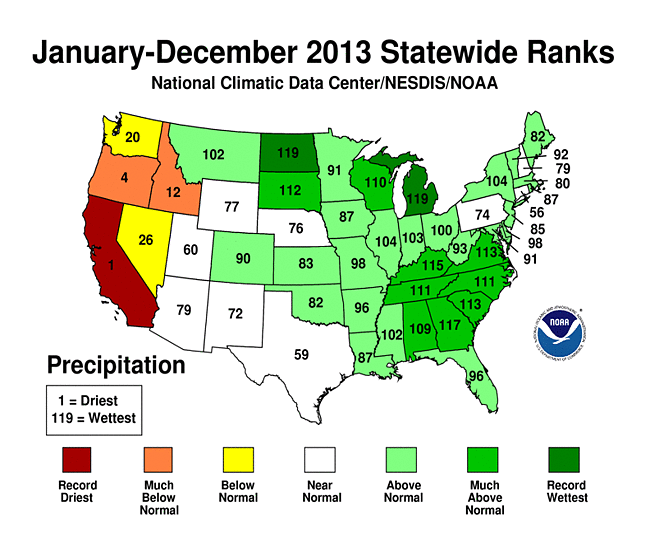 January-December 2013 Statewide Ranks
National Climatic Data Center/NESDIS/NOAA
20
102
119
91
82
92
79
80
87
56
85
98
91
4
12
112
110
119
104
77
76
87
74
26
60
90
83
98
104
103
100
93
113
1
115
111
111
79
72
82
96
113
102
109
117
59
87
96
NOAA
Precipitation
1 = Driest
119 = Wettest
Record
Driest
Much
Below
Normal
Below
Normal
Near
Normal
Above
Normal
Much
Above
Normal
Record
Wettest